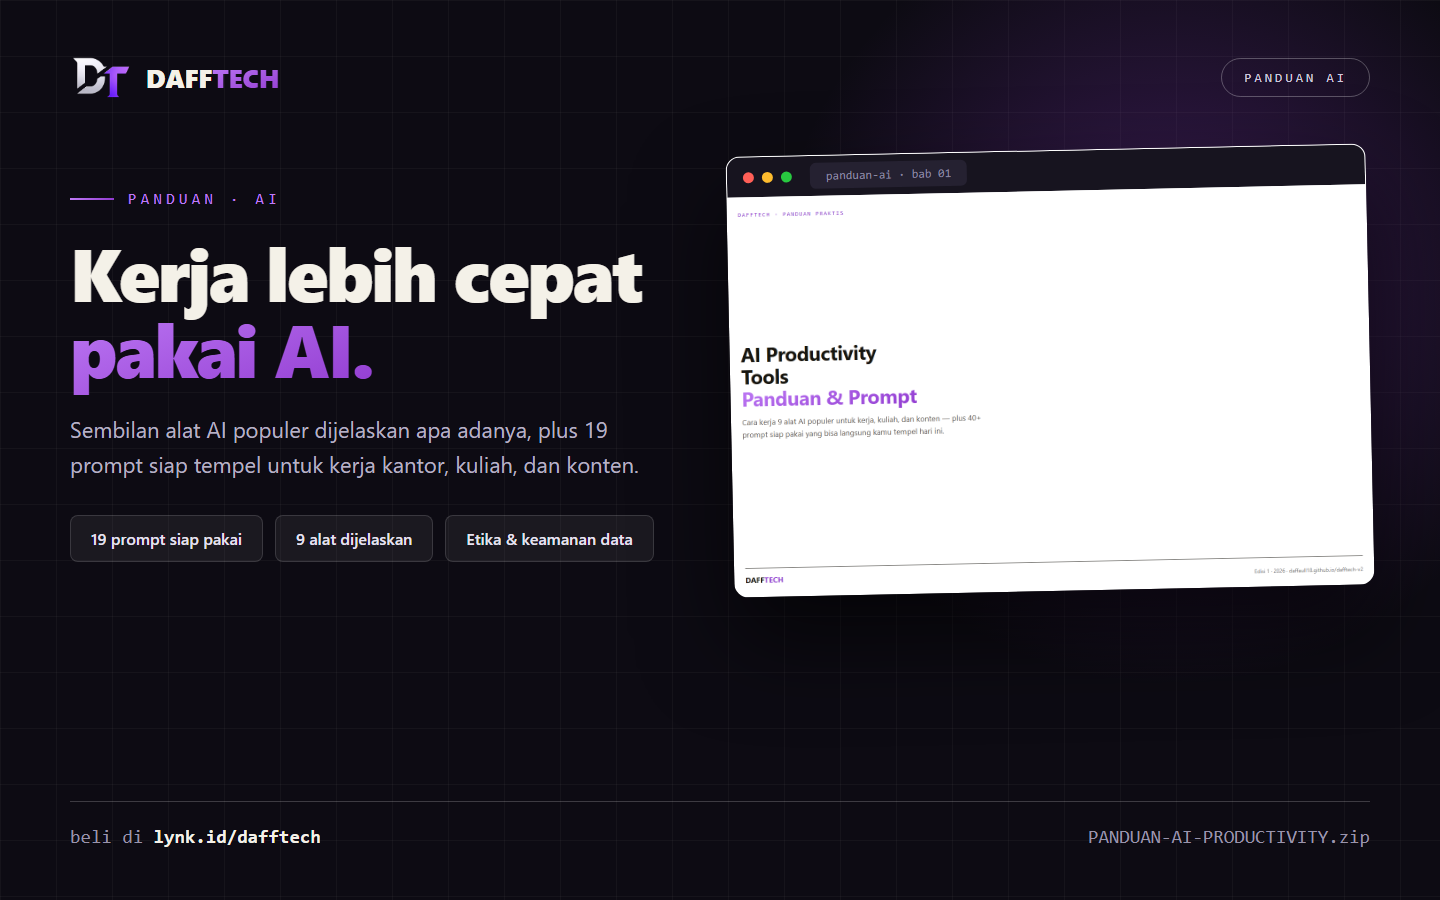 DT DAFFTECH
PANDUAN AI
PANDUAN · AI
Kerja lebih cepat
pakai AI.
Sembilan alat AI populer dijelaskan apa adanya, plus 19
prompt siap tempel untuk kerja kantor, kuliah, dan konten.
19 prompt siap pakai
9 alat dijelaskan
Etika & keamanan data
panduan-ai · bab 01
DAFFTECH · PANDUAN PRAKTIS
AI Productivity
Tools
Panduan & Prompt
Cara kerja 9 alat AI populer untuk kerja, kuliah, dan konten — plus 40+
prompt siap pakai yang bisa langsung kamu tempel hari ini.
DAFFTECH
Edisi 1 · 2026 ·
beli di lynk.id/dafftech
PANDUAN-AI-PRODUCTIVITY.zip